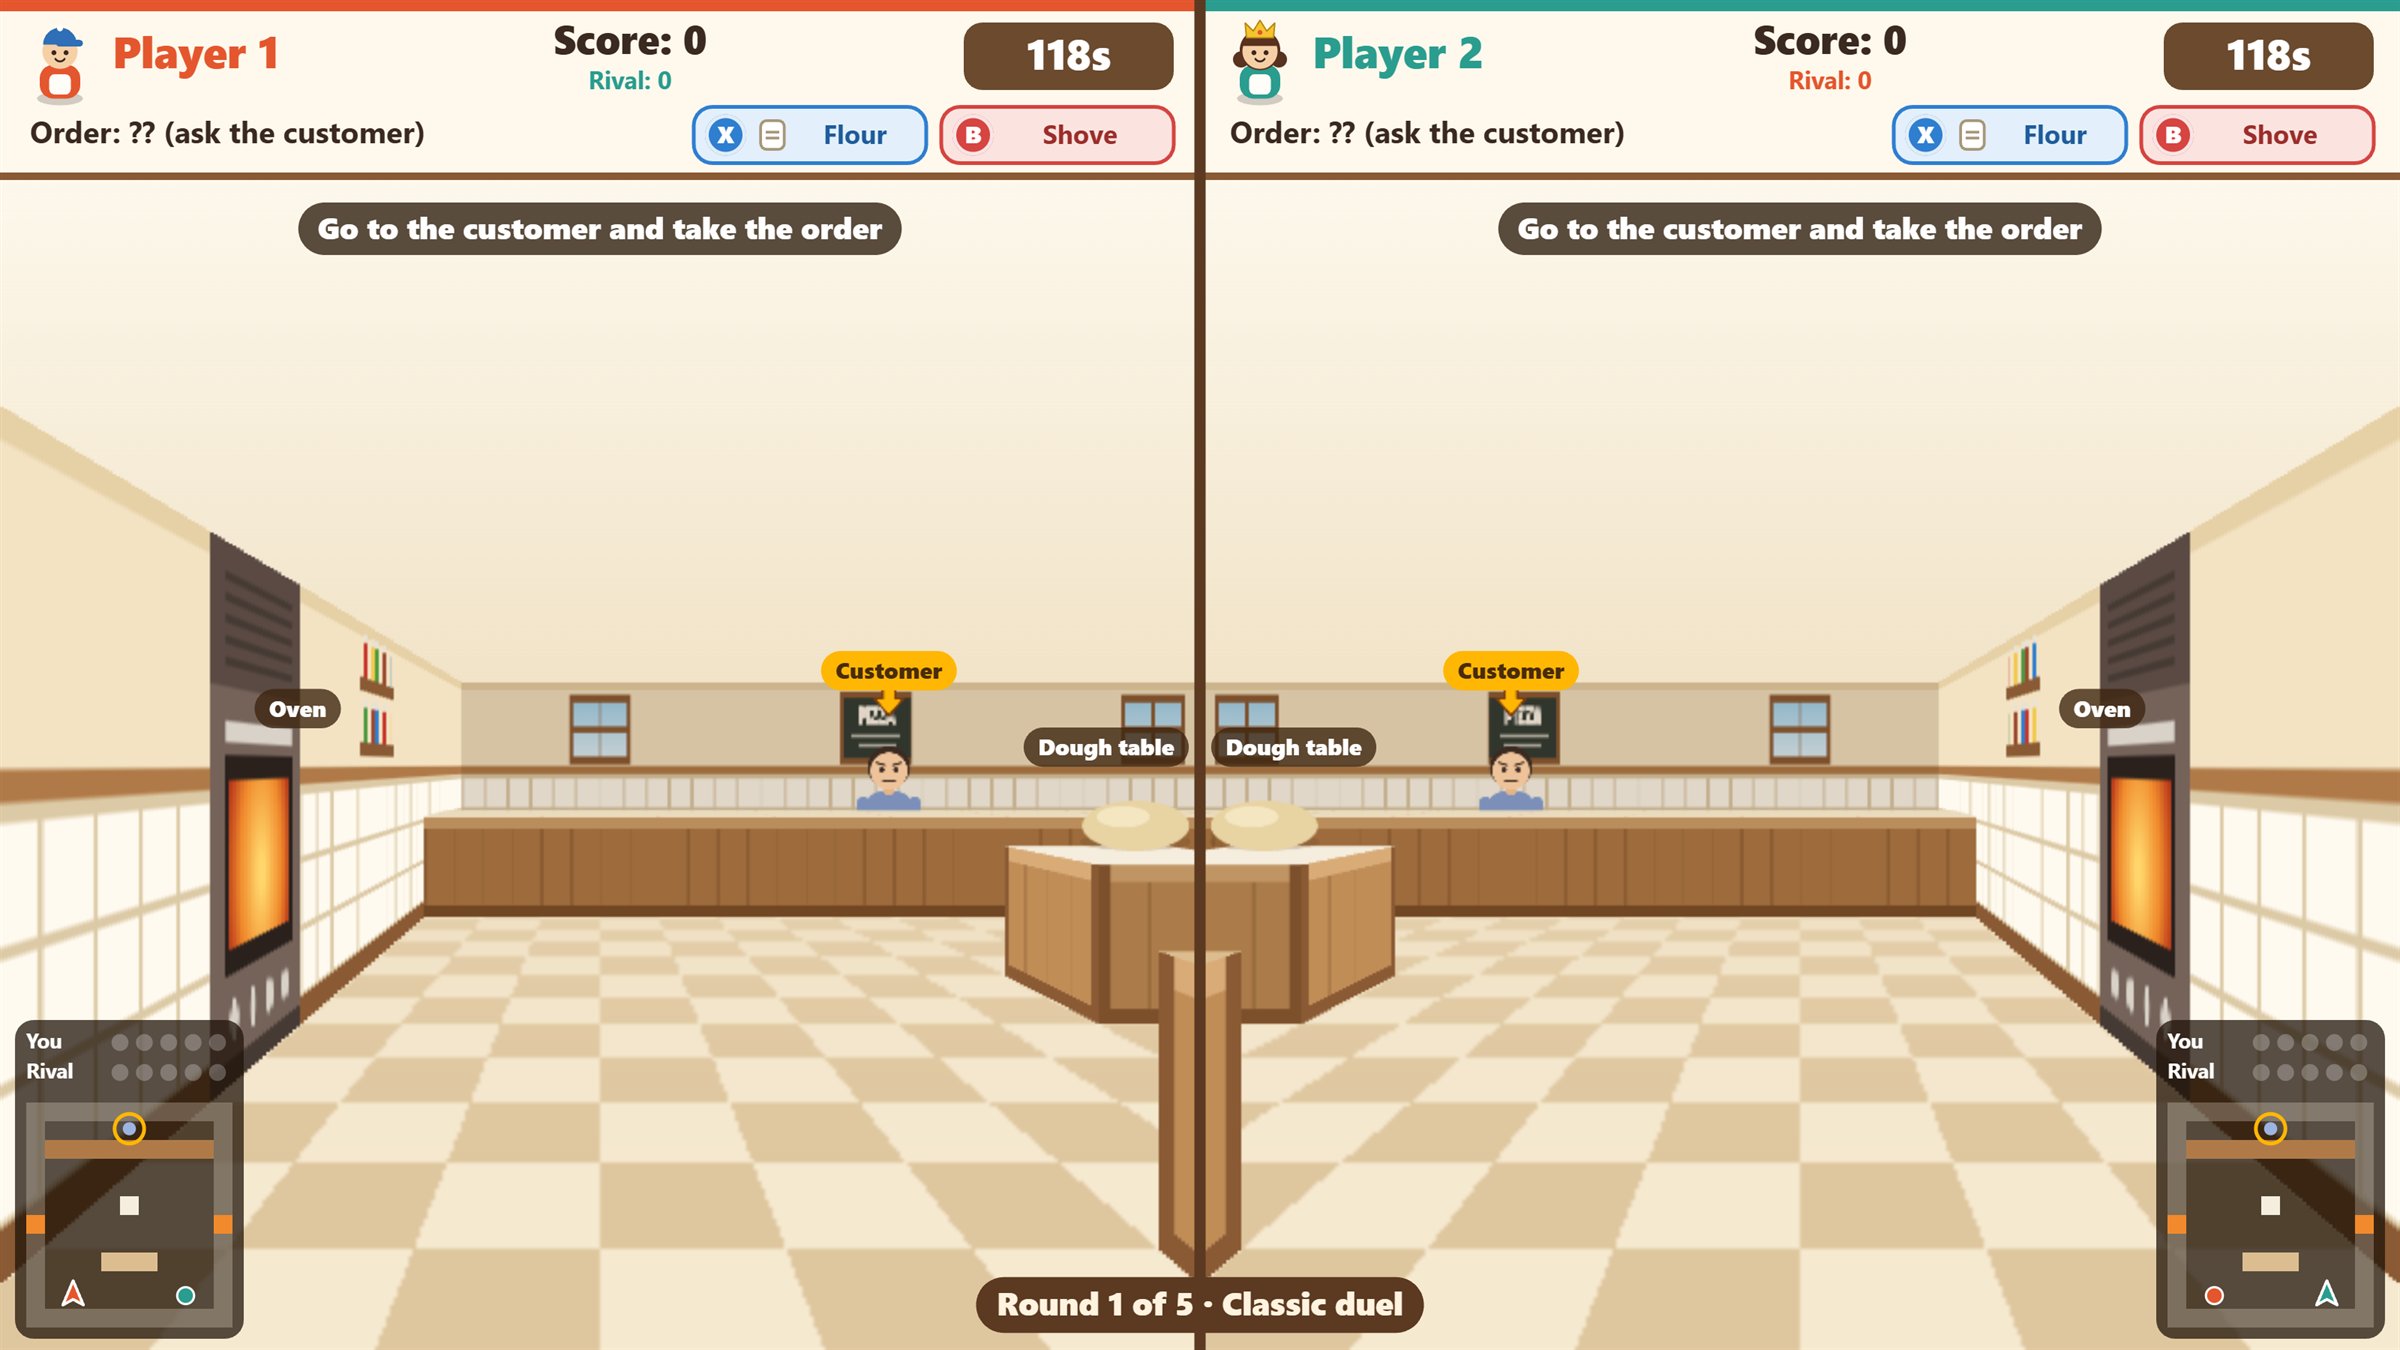 Player 1
Score: 0
Rival: 0
118s
Order: ?? (ask the customer)
X Flour
B Shove
Go to the customer and take the order
Customer
Oven
Dough table
You
Rival
Player 2
Score: 0
Rival: 0
118s
Order: ?? (ask the customer)
X Flour
B Shove
Go to the customer and take the order
Customer
Dough table
Oven
You
Rival
PIZZA
PIZZA
Round 1 of 5 · Classic duel